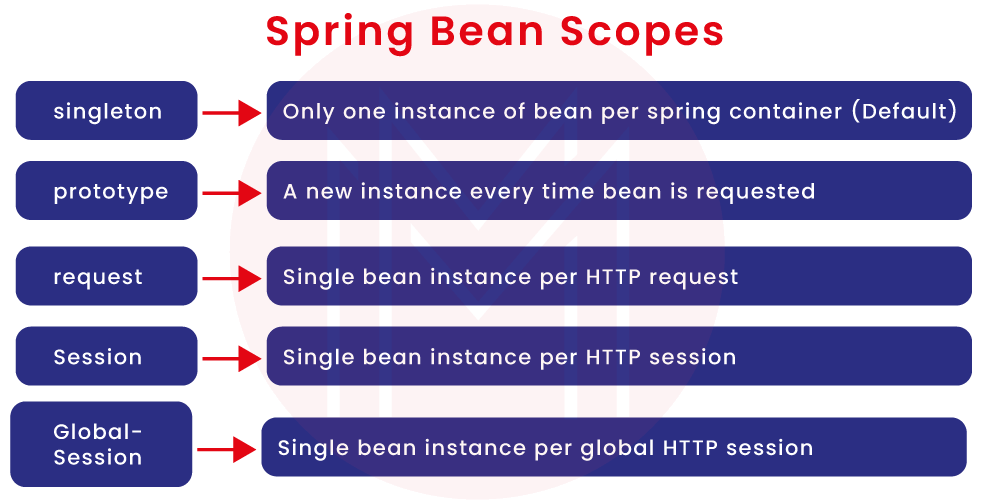 Spring Bean Scopes
singleton
Only one instance of bean per spring container (Default)
prototype
A new instance every time bean is requested
request
Single bean instance per HTTP request
Session
Single bean instance per HTTP session
Global-
Session
Single bean instance per global HTTP session